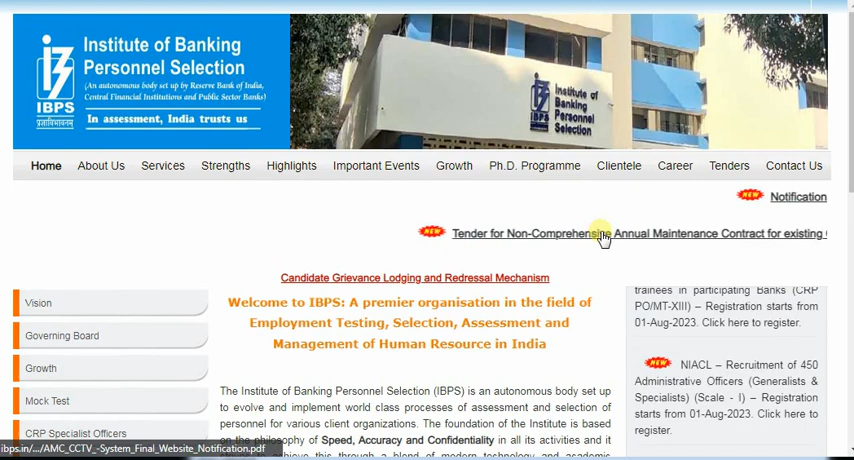 Institute of Banking
Personnel Selection
(An autonomous body set up by Reserve Bank of India,
Central Financial Institutions and Public Sector Banks)
IBPS
In assessment, India trusts us
Institute of
Banking
Personnel
Selection
IBPS
Home About Us Services Strengths Highlights Important Events Growth Ph.D. Programme Clientele Career Tenders Contact Us
NEW Notification
NEW Tender for Non-Comprehensive Annual Maintenance Contract for existing
Candidate Grievance Lodging and Redressal Mechanism
Vision
Governing Board
Growth
Mock Test
CRP Specialist Officers
Welcome to IBPS: A premier organisation in the field of
Employment Testing, Selection, Assessment and
Management of Human Resource in India
The Institute of Banking Personnel Selection (IBPS) is an autonomous body set up
to evolve and implement world class processes of assessment and selection of
personnel for various client organizations. The foundation of the Institute is based
on the philosophy of Speed, Accuracy and Confidentiality in all its activities and it
trainees in participating Banks (CRP
PO/MT-XIII) – Registration starts from
01-Aug-2023. Click here to register.
NEW NIACL – Recruitment of 450
Administrative Officers (Generalists &
Specialists) (Scale - I) – Registration
starts from 01-Aug-2023. Click here to
register.
ibps.in/.../AMC_CCTV_-System_Final_Website_Notification.pdf